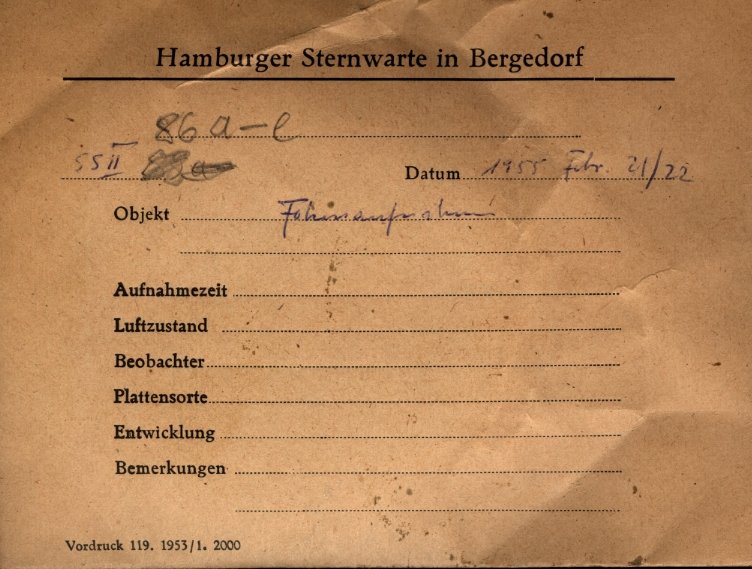 Hamburger Sternwarte in Bergedorf
86 a – e
SS II Datum 1955 Febr. 21/22
Objekt
Aufnahmezeit
Luftzustand
Beobachter
Plattensorte
Entwicklung
Bemerkungen
Vordruck 119. 1953/1. 2000